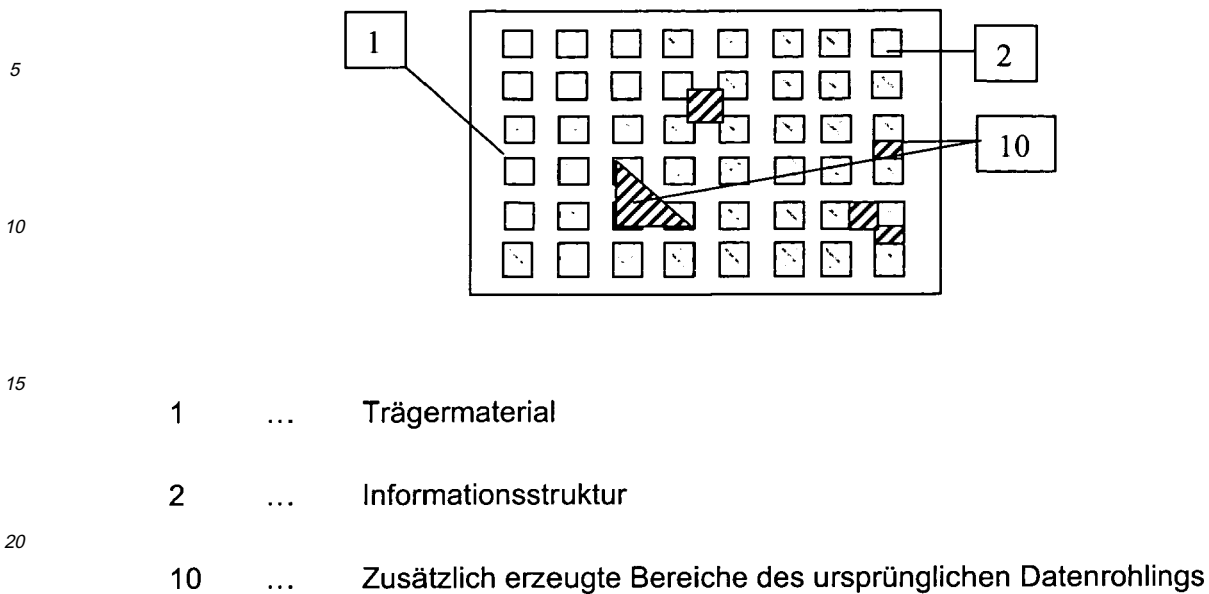 1
2
5
10
10
15
1 ... Trägermaterial
2 ... Informationsstruktur
20
10 ... Zusätzlich erzeugte Bereiche des ursprünglichen Datenrohlings